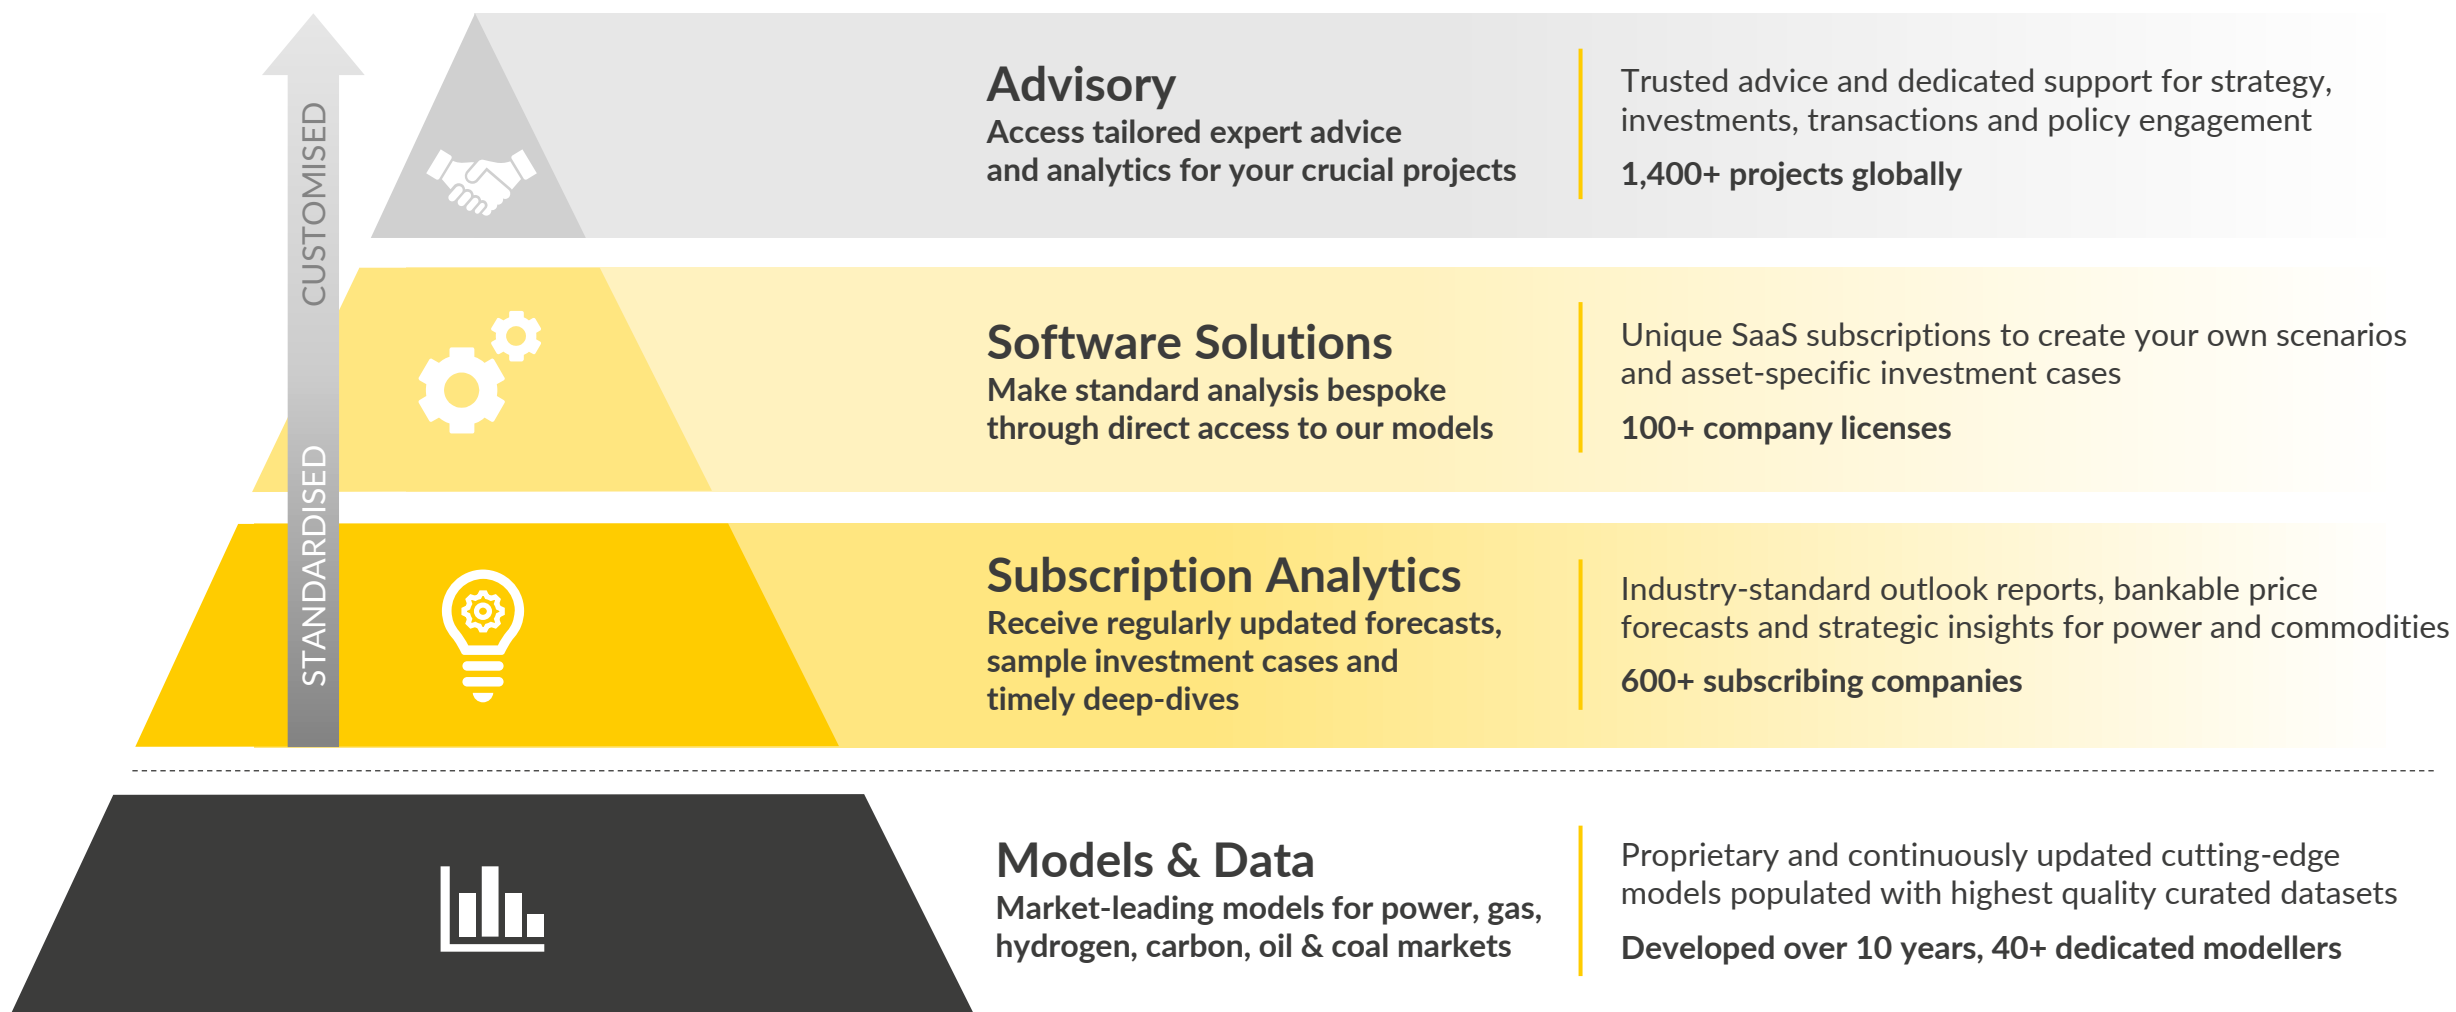 CUSTOMISED
STANDARDISED
Advisory
Access tailored expert advice
and analytics for your crucial projects
Trusted advice and dedicated support for strategy,
investments, transactions and policy engagement
1,400+ projects globally
Software Solutions
Make standard analysis bespoke
through direct access to our models
Unique SaaS subscriptions to create your own scenarios
and asset-specific investment cases
100+ company licenses
Subscription Analytics
Receive regularly updated forecasts,
sample investment cases and
timely deep-dives
Industry-standard outlook reports, bankable price
forecasts and strategic insights for power and commodities
600+ subscribing companies
Models & Data
Market-leading models for power, gas,
hydrogen, carbon, oil & coal markets
Proprietary and continuously updated cutting-edge
models populated with highest quality curated datasets
Developed over 10 years, 40+ dedicated modellers